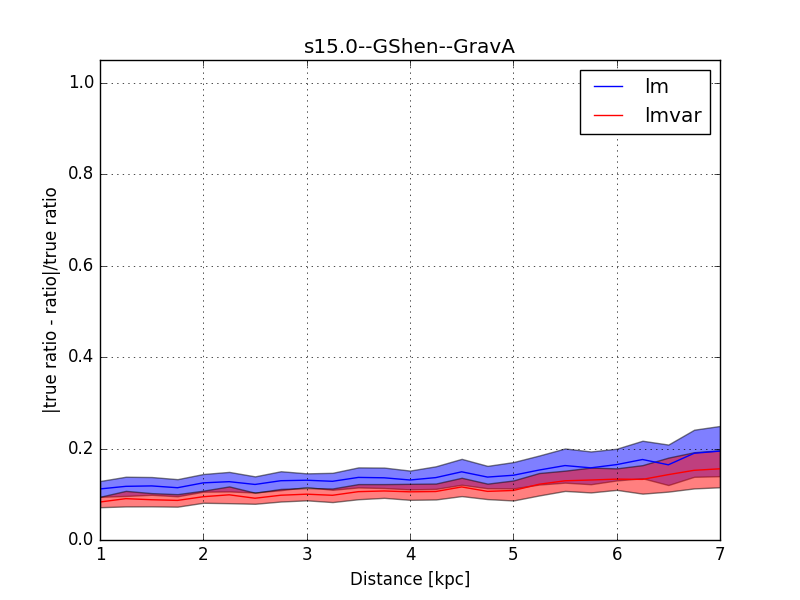 s15.0--GShen--GravA
lm
lmvar
|true ratio - ratio|/true ratio
1.0
0.8
0.6
0.4
0.2
0.0
1 2 3 4 5 6 7
Distance [kpc]